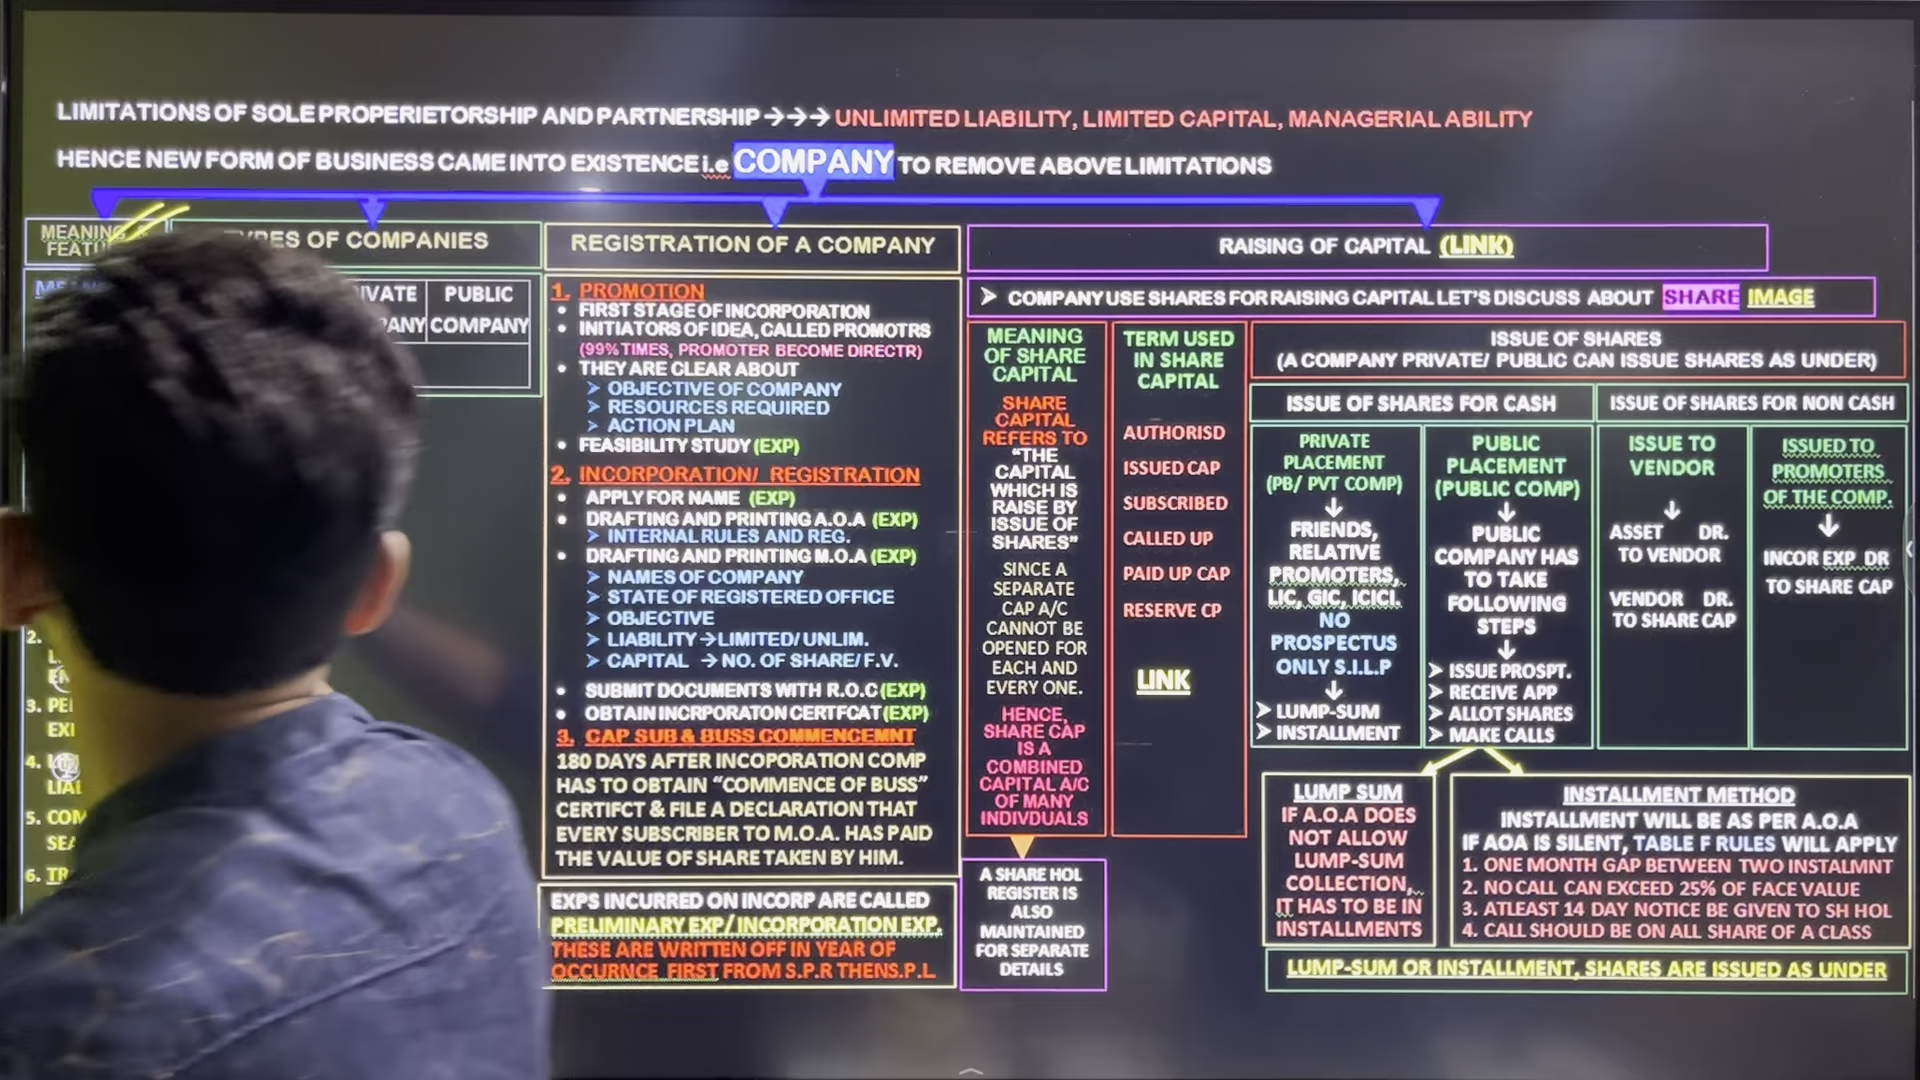 LIMITATIONS OF SOLE PROPERIETORSHIP AND PARTNERSHIP →→→ UNLIMITED LIABILITY, LIMITED CAPITAL, MANAGERIAL ABILITY
HENCE NEW FORM OF BUSINESS CAME INTO EXISTENCE i.e COMPANY TO REMOVE ABOVE LIMITATIONS
MEANING
OF COMPANIES
PUBLIC
COMPANY
2.
3.
4.
5. COM
6. TR
REGISTRATION OF A COMPANY
1. PROMOTION
• FIRST STAGE OF INCORPORATION
• INITIATORS OF IDEA, CALLED PROMOTRS
(99% TIMES, PROMOTER BECOME DIRECTR)
• THEY ARE CLEAR ABOUT
➤ OBJECTIVE OF COMPANY
➤ RESOURCES REQUIRED
➤ ACTION PLAN
• FEASIBILITY STUDY (EXP)
2. INCORPORATION/ REGISTRATION
• APPLY FOR NAME (EXP)
• DRAFTING AND PRINTING A.O.A (EXP)
➤ INTERNAL RULES AND REG.
• DRAFTING AND PRINTING M.O.A (EXP)
➤ NAMES OF COMPANY
➤ STATE OF REGISTERED OFFICE
➤ OBJECTIVE
➤ LIABILITY → LIMITED/ UNLIM.
➤ CAPITAL → NO. OF SHARE/ F.V.
• SUBMIT DOCUMENTS WITH R.O.C (EXP)
• OBTAIN INCRPORATON CERTFCAT (EXP)
3. CAP SUB & BUSS COMMENCEMNT
180 DAYS AFTER INCOPORATION COMP
HAS TO OBTAIN “COMMENCE OF BUSS”
CERTIFCT & FILE A DECLARATION THAT
EVERY SUBSCRIBER TO M.O.A. HAS PAID
THE VALUE OF SHARE TAKEN BY HIM.
EXPS INCURRED ON INCORP ARE CALLED
PRELIMINARY EXP/ INCORPORATION EXP.
THESE ARE WRITTEN OFF IN YEAR OF
OCCURNCE FIRST FROM S.P.R THENS.P.L
RAISING OF CAPITAL (LINK)
➤ COMPANY USE SHARES FOR RAISING CAPITAL LET'S DISCUSS ABOUT SHARE IMAGE
MEANING
OF SHARE
CAPITAL
SHARE
CAPITAL
REFERS TO
“THE
CAPITAL
WHICH IS
RAISE BY
ISSUE OF
SHARES”
SINCE A
SEPARATE
CAP A/C
CANNOT BE
OPENED FOR
EACH AND
EVERY ONE.
HENCE,
SHARE CAP
IS A
COMBINED
CAPITAL A/C
OF MANY
INDIVDUALS
A SHARE HOL
REGISTER IS
ALSO
MAINTAINED
FOR SEPARATE
DETAILS
TERM USED
IN SHARE
CAPITAL
AUTHORISD
ISSUED CAP
SUBSCRIBED
CALLED UP
PAID UP CAP
RESERVE CP
LINK
ISSUE OF SHARES
(A COMPANY PRIVATE/ PUBLIC CAN ISSUE SHARES AS UNDER)
ISSUE OF SHARES FOR CASH
PRIVATE
PLACEMENT
(PB/ PVT COMP)
↓
FRIENDS,
RELATIVE
PROMOTERS,
LIC, GIC, ICICI.
NO
PROSPECTUS
ONLY S.I.L.P
↓
➤ LUMP-SUM
➤ INSTALLMENT
PUBLIC
PLACEMENT
(PUBLIC COMP)
↓
PUBLIC
COMPANY HAS
TO TAKE
FOLLOWING
STEPS
↓
➤ ISSUE PROSPT.
➤ RECEIVE APP
➤ ALLOT SHARES
➤ MAKE CALLS
ISSUE OF SHARES FOR NON CASH
ISSUE TO
VENDOR
↓
ASSET DR.
TO VENDOR
VENDOR DR.
TO SHARE CAP
ISSUED TO
PROMOTERS
OF THE COMP.
↓
INCOR EXP DR
TO SHARE CAP
LUMP SUM
IF A.O.A DOES
NOT ALLOW
LUMP-SUM
COLLECTION,
IT HAS TO BE IN
INSTALLMENTS
INSTALLMENT METHOD
INSTALLMENT WILL BE AS PER A.O.A
IF AOA IS SILENT, TABLE F RULES WILL APPLY
1. ONE MONTH GAP BETWEEN TWO INSTALMNT
2. NO CALL CAN EXCEED 25% OF FACE VALUE
3. ATLEAST 14 DAY NOTICE BE GIVEN TO SH HOL
4. CALL SHOULD BE ON ALL SHARE OF A CLASS
LUMP-SUM OR INSTALLMENT, SHARES ARE ISSUED AS UNDER